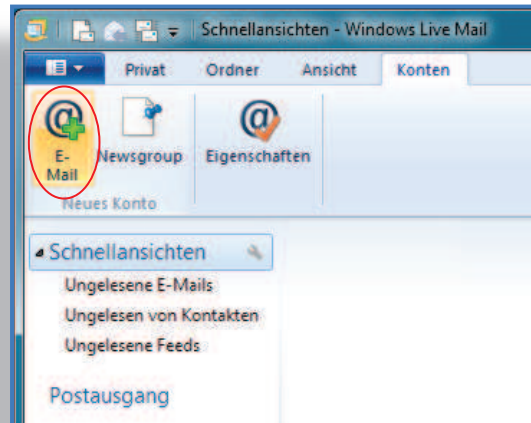 Schnellansichten - Windows Live Mail
Privat Ordner Ansicht Konten
E-
Mail
Newsgroup Eigenschaften
Neues Konto
Schnellansichten
Ungelesene E-Mails
Ungelesen von Kontakten
Ungelesene Feeds
Postausgang